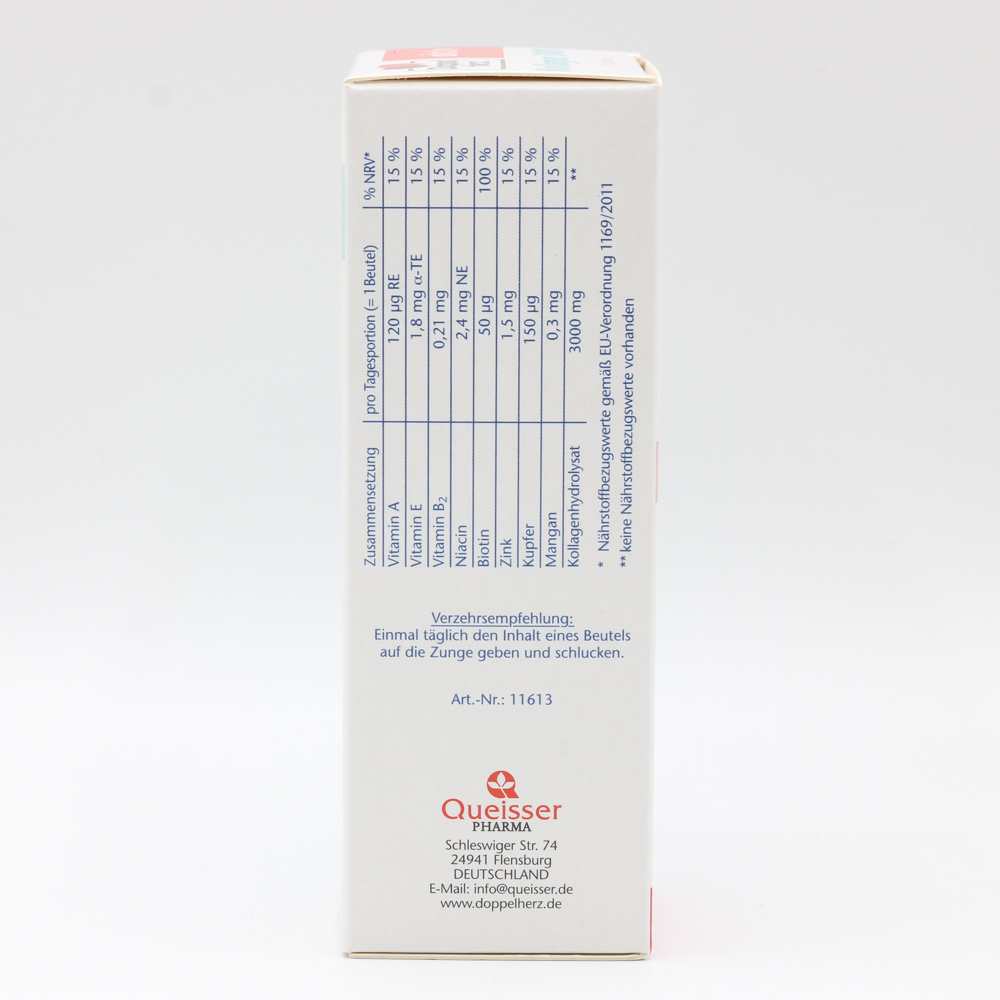 Zusammensetzung pro Tagesportion (= 1 Beutel) % NRV*
Vitamin A 120 µg RE 15 %
Vitamin E 1,8 mg α-TE 15 %
Vitamin B₂ 0,21 mg 15 %
Niacin 2,4 mg NE 15 %
Biotin 50 µg 100 %
Zink 1,5 mg 15 %
Kupfer 150 µg 15 %
Mangan 0,3 mg 15 %
Kollagenhydrolysat 3000 mg **
* Nährstoffbezugswerte gemäß EU-Verordnung 1169/2011
** keine Nährstoffbezugswerte vorhanden
Verzehrsempfehlung:
Einmal täglich den Inhalt eines Beutels
auf die Zunge geben und schlucken.
Art.-Nr.: 11613
Queisser
PHARMA
Schleswiger Str. 74
24941 Flensburg
DEUTSCHLAND
E-Mail: info@queisser.de
www.doppelherz.de